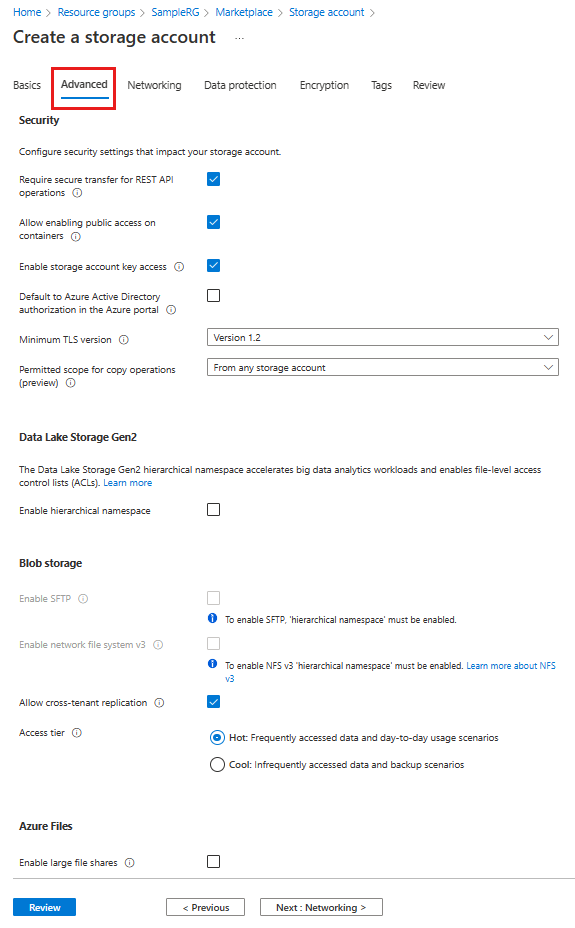 Home > Resource groups > SampleRG > Marketplace > Storage account >
Create a storage account ...
Basics Advanced Networking Data protection Encryption Tags Review
Security
Configure security settings that impact your storage account.
Require secure transfer for REST API
operations
Allow enabling public access on
containers
Enable storage account key access
Default to Azure Active Directory
authorization in the Azure portal
Minimum TLS version
Version 1.2
Permitted scope for copy operations
(preview)
From any storage account
Data Lake Storage Gen2
The Data Lake Storage Gen2 hierarchical namespace accelerates big data analytics workloads and enables file-level access
control lists (ACLs). Learn more
Enable hierarchical namespace
Blob storage
Enable SFTP
To enable SFTP, 'hierarchical namespace' must be enabled.
Enable network file system v3
To enable NFS v3 'hierarchical namespace' must be enabled. Learn more about NFS
v3
Allow cross-tenant replication
Access tier
Hot: Frequently accessed data and day-to-day usage scenarios
Cool: Infrequently accessed data and backup scenarios
Azure Files
Enable large file shares
Review < Previous Next : Networking >